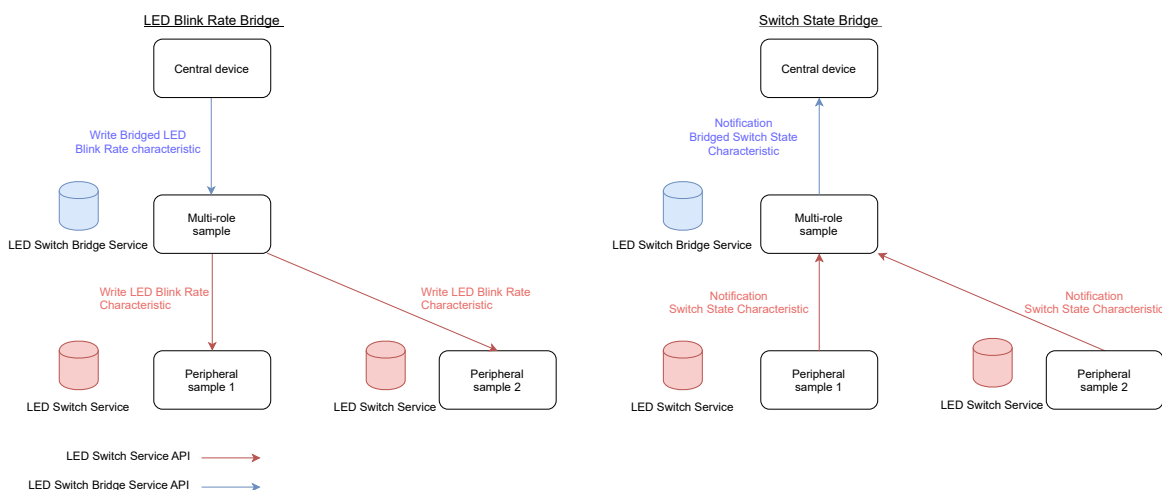 LED Blink Rate Bridge
Central device
Write Bridged LED
Blink Rate characteristic
Multi-role
sample
LED Switch Bridge Service
Write LED Blink Rate
Characteristic
Write LED Blink Rate
Characteristic
Peripheral
sample 1
LED Switch Service
Peripheral
sample 2
LED Switch Service
LED Switch Service API
LED Switch Bridge Service API
Switch State Bridge
Central device
Notification
Bridged Switch State
Characteristic
Multi-role
sample
LED Switch Bridge Service
Notification
Switch State Characteristic
Notification
Switch State Characteristic
Peripheral
sample 1
LED Switch Service
Peripheral
sample 2
LED Switch Service